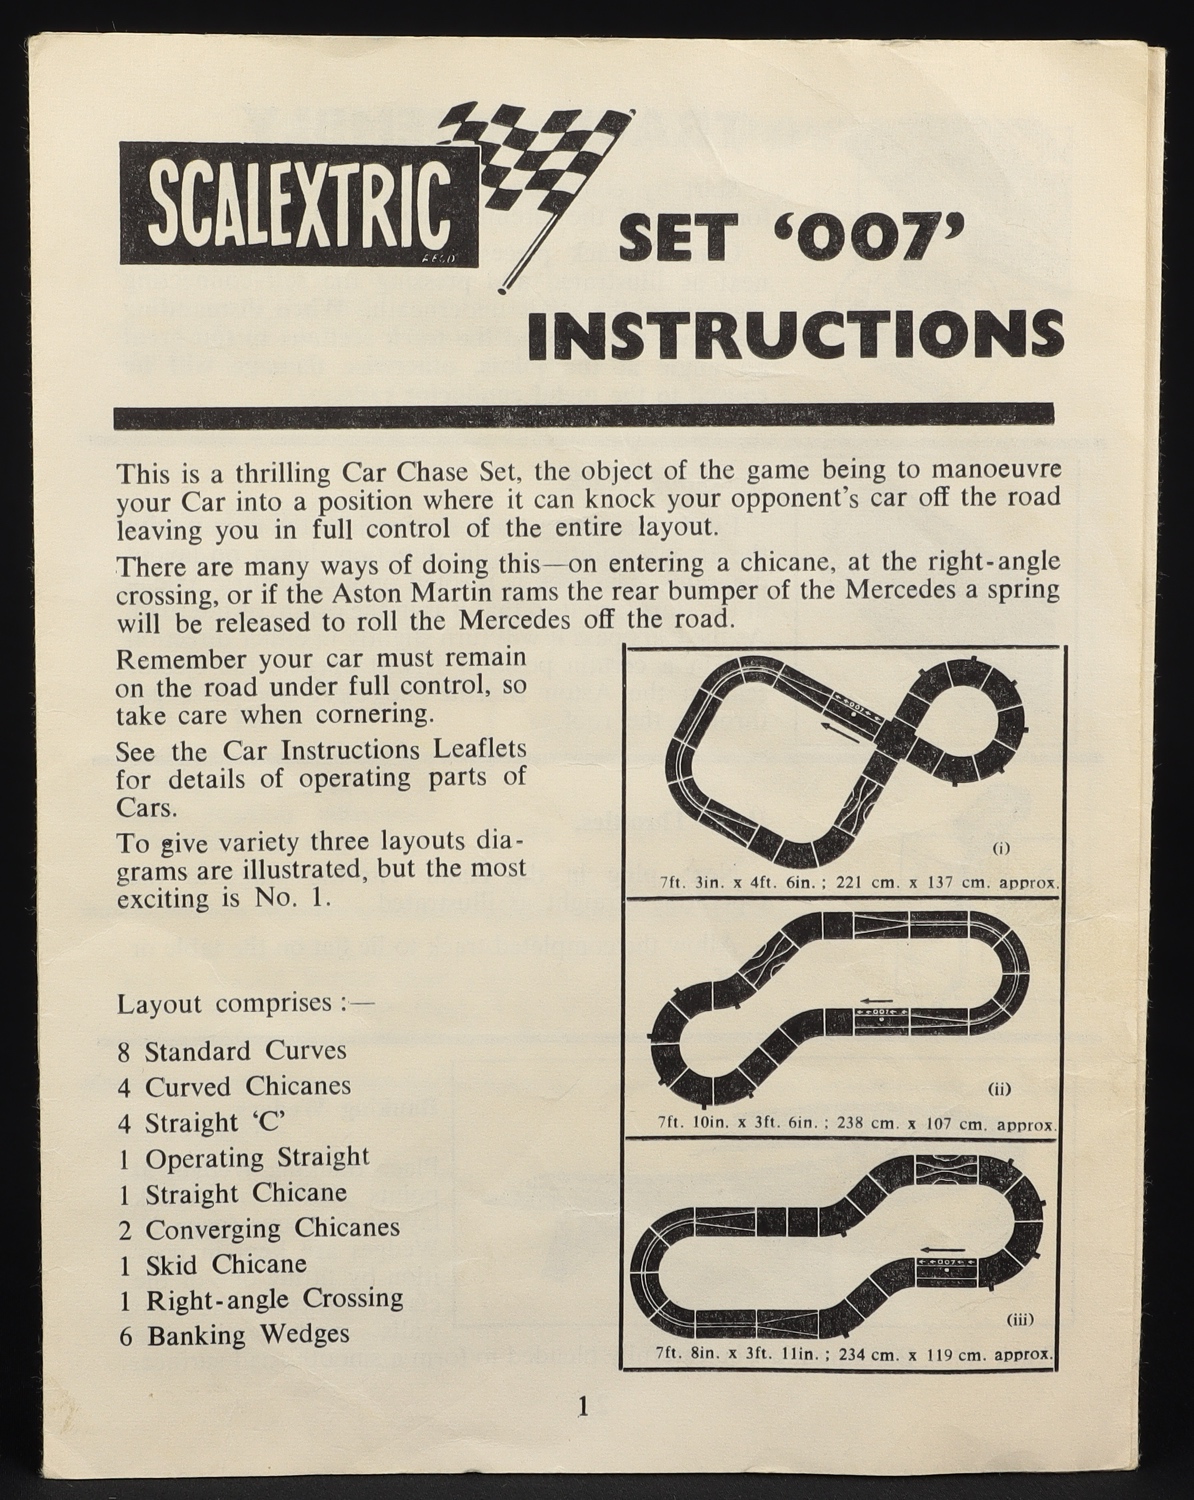 SCALEXTRIC
SET ‘007’
INSTRUCTIONS
This is a thrilling Car Chase Set, the object of the game being to manoeuvre
your Car into a position where it can knock your opponent’s car off the road
leaving you in full control of the entire layout.
There are many ways of doing this—on entering a chicane, at the right-angle
crossing, or if the Aston Martin rams the rear bumper of the Mercedes a spring
will be released to roll the Mercedes off the road.
Remember your car must remain
on the road under full control, so
take care when cornering.
See the Car Instructions Leaflets
for details of operating parts of
Cars.
To give variety three layouts dia-
grams are illustrated, but the most
exciting is No. 1.
Layout comprises :—
8 Standard Curves
4 Curved Chicanes
4 Straight ‘C’
1 Operating Straight
1 Straight Chicane
2 Converging Chicanes
1 Skid Chicane
1 Right-angle Crossing
6 Banking Wedges
007
(i)
7ft. 3in. x 4ft. 6in. ; 221 cm. x 137 cm. approx.
007
(ii)
7ft. 10in. x 3ft. 6in. ; 238 cm. x 107 cm. approx.
007
(iii)
7ft. 8in. x 3ft. 11in. ; 234 cm. x 119 cm. approx.
1